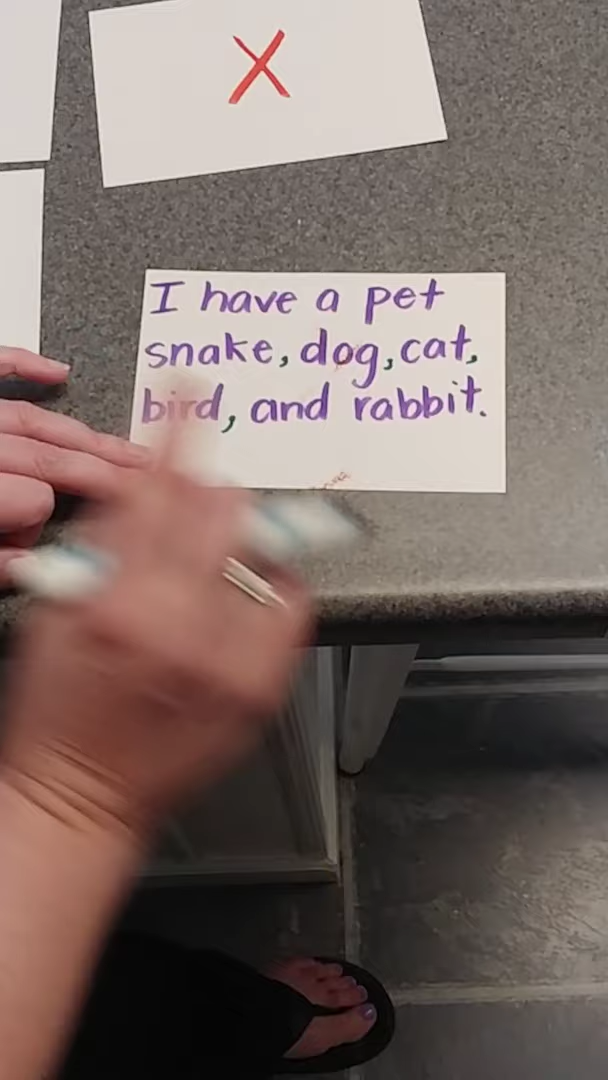 X
I have a pet
snake, dog, cat,
bird, and rabbit.